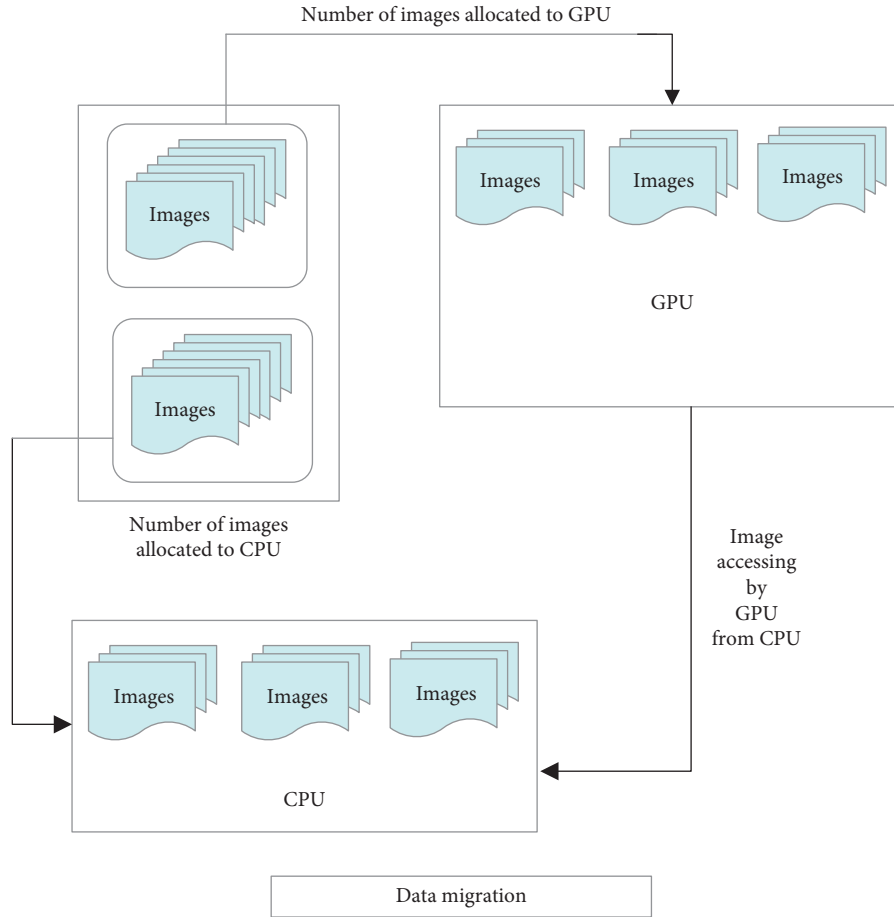 Number of images allocated to GPU
Images
Images
Images
Images
GPU
Images
Number of images
allocated to CPU
Image
accessing
by
GPU
from CPU
Images
Images
Images
CPU
Data migration